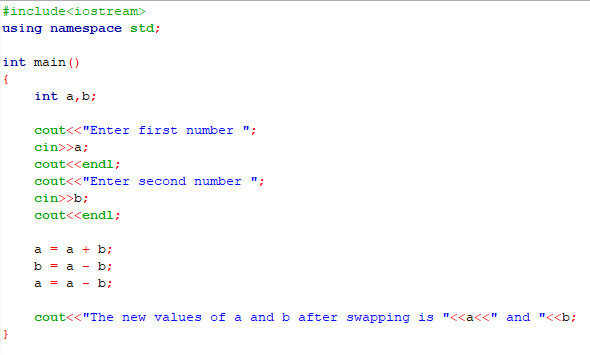 #include<iostream>
using namespace std;
int main()
{
int a,b;
cout<<"Enter first number ";
cin>>a;
cout<<endl;
cout<<"Enter second number ";
cin>>b;
cout<<endl;
a = a + b;
b = a - b;
a = a - b;
cout<<"The new values of a and b after swapping is "<<a<<" and "<<b;
}